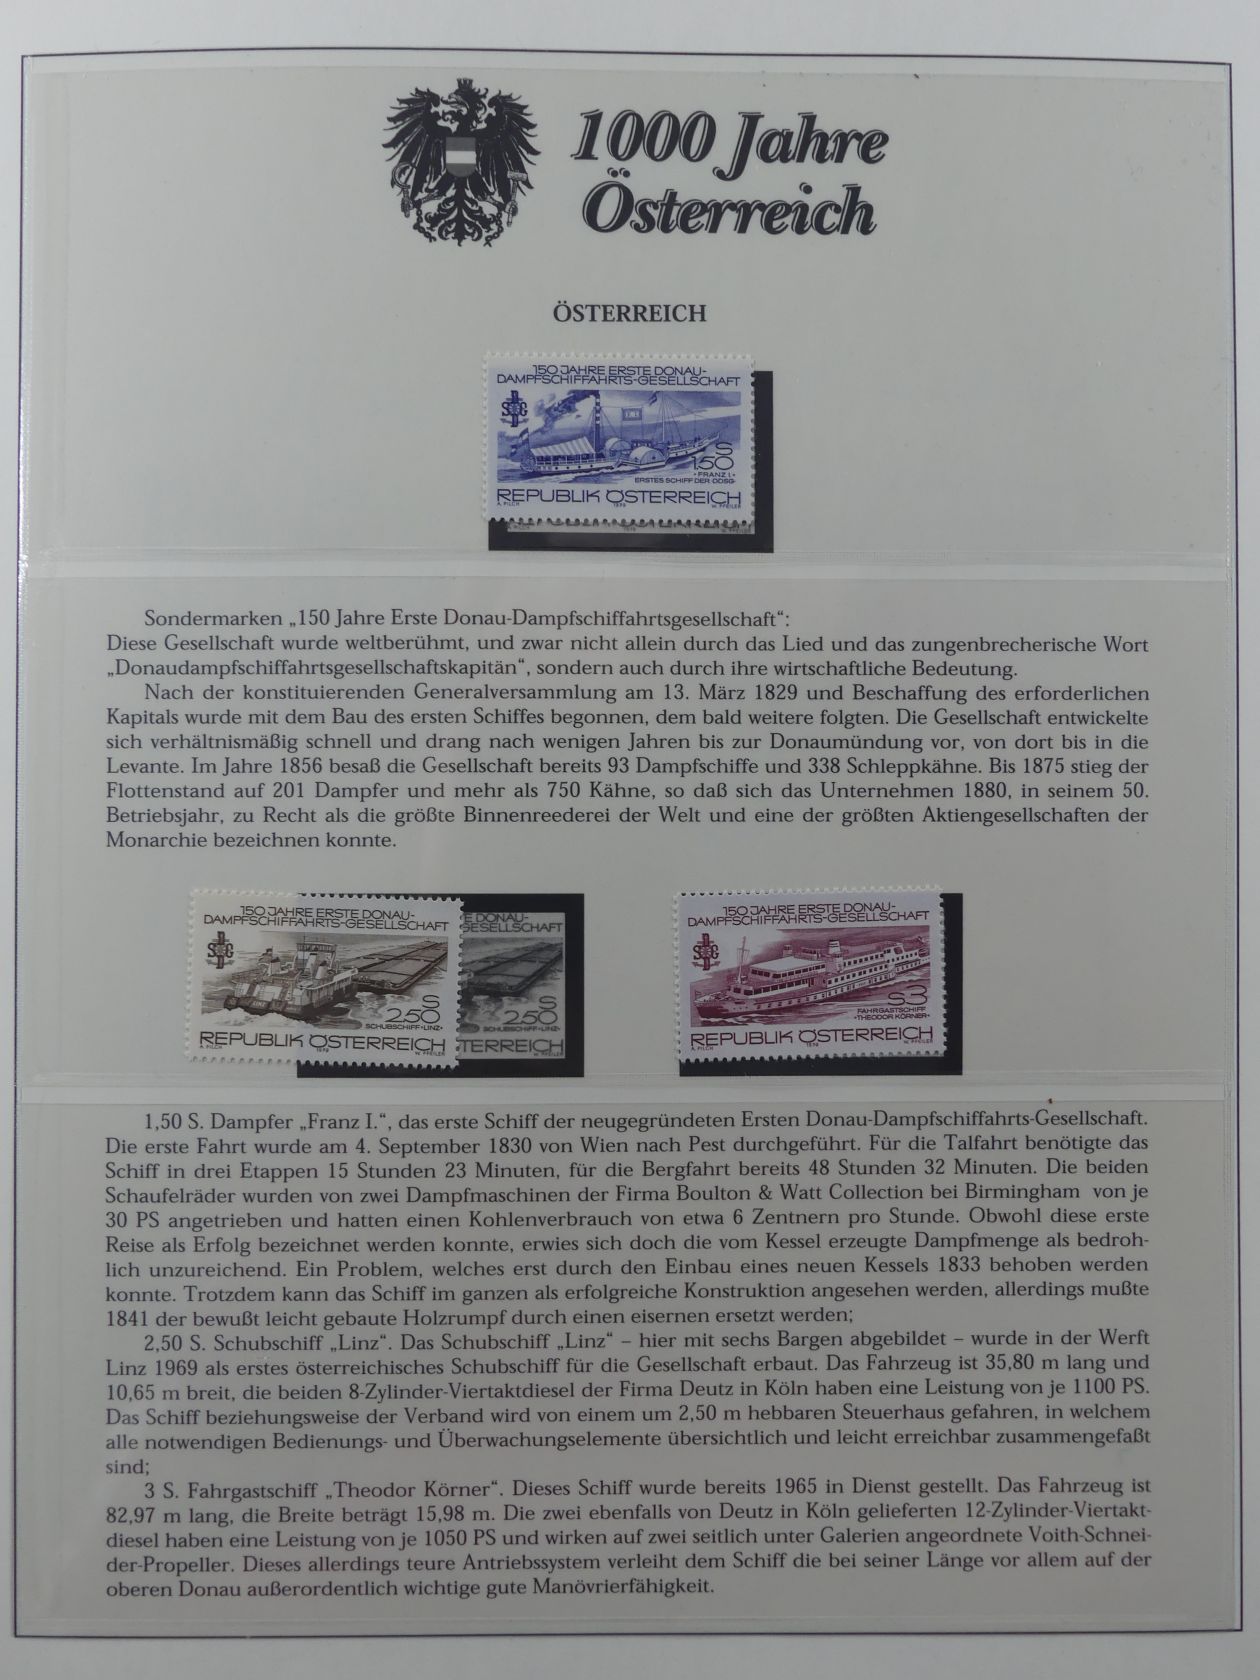 1000 Jahre
Österreich
ÖSTERREICH
150 JAHRE ERSTE DONAU-
DAMPFSCHIFFAHRTS-GESELLSCHAFT
S
1.50
•FRANZ I.•
ERSTES SCHIFF DER DDSG
REPUBLIK ÖSTERREICH
A. PILCH 1979 W. PFEILER
Sondermarken „150 Jahre Erste Donau-Dampfschiffahrtsgesellschaft“:
Diese Gesellschaft wurde weltberühmt, und zwar nicht allein durch das Lied und das zungenbrecherische Wort
„Donaudampfschiffahrtsgesellschaftskapitän“, sondern auch durch ihre wirtschaftliche Bedeutung.
Nach der konstituierenden Generalversammlung am 13. März 1829 und Beschaffung des erforderlichen
Kapitals wurde mit dem Bau des ersten Schiffes begonnen, dem bald weitere folgten. Die Gesellschaft entwickelte
sich verhältnismäßig schnell und drang nach wenigen Jahren bis zur Donaumündung vor, von dort bis in die
Levante. Im Jahre 1856 besaß die Gesellschaft bereits 93 Dampfschiffe und 338 Schleppkähne. Bis 1875 stieg der
Flottenstand auf 201 Dampfer und mehr als 750 Kähne, so daß sich das Unternehmen 1880, in seinem 50.
Betriebsjahr, zu Recht als die größte Binnenreederei der Welt und eine der größten Aktiengesellschaften der
Monarchie bezeichnen konnte.
150 JAHRE ERSTE DONAU-
DAMPFSCHIFFAHRTS-GESELLSCHAFT
S
2.50
SCHUBSCHIFF •LINZ•
REPUBLIK ÖSTERREICH
A. PILCH 1979 W. PFEILER
E DONAU-
GESELLSCHAFT
S
2.50
SCHUBSCHIFF •LINZ•
TERREICH
W. PFEILER
150 JAHRE ERSTE DONAU-
DAMPFSCHIFFAHRTS-GESELLSCHAFT
S3
FAHRGASTSCHIFF
•THEODOR KÖRNER•
REPUBLIK ÖSTERREICH
A. PILCH 1979 W. PFEILER
1,50 S. Dampfer „Franz I.“, das erste Schiff der neugegründeten Ersten Donau-Dampfschiffahrts-Gesellschaft.
Die erste Fahrt wurde am 4. September 1830 von Wien nach Pest durchgeführt. Für die Talfahrt benötigte das
Schiff in drei Etappen 15 Stunden 23 Minuten, für die Bergfahrt bereits 48 Stunden 32 Minuten. Die beiden
Schaufelräder wurden von zwei Dampfmaschinen der Firma Boulton & Watt Collection bei Birmingham von je
30 PS angetrieben und hatten einen Kohlenverbrauch von etwa 6 Zentnern pro Stunde. Obwohl diese erste
Reise als Erfolg bezeichnet werden konnte, erwies sich doch die vom Kessel erzeugte Dampfmenge als bedroh-
lich unzureichend. Ein Problem, welches erst durch den Einbau eines neuen Kessels 1833 behoben werden
konnte. Trotzdem kann das Schiff im ganzen als erfolgreiche Konstruktion angesehen werden, allerdings mußte
1841 der bewußt leicht gebaute Holzrumpf durch einen eisernen ersetzt werden;
2,50 S. Schubschiff „Linz“. Das Schubschiff „Linz“ – hier mit sechs Bargen abgebildet – wurde in der Werft
Linz 1969 als erstes österreichisches Schubschiff für die Gesellschaft erbaut. Das Fahrzeug ist 35,80 m lang und
10,65 m breit, die beiden 8-Zylinder-Viertaktdiesel der Firma Deutz in Köln haben eine Leistung von je 1100 PS.
Das Schiff beziehungsweise der Verband wird von einem um 2,50 m hebbaren Steuerhaus gefahren, in welchem
alle notwendigen Bedienungs- und Überwachungselemente übersichtlich und leicht erreichbar zusammengefaßt
sind;
3 S. Fahrgastschiff „Theodor Körner“. Dieses Schiff wurde bereits 1965 in Dienst gestellt. Das Fahrzeug ist
82,97 m lang, die Breite beträgt 15,98 m. Die zwei ebenfalls von Deutz in Köln gelieferten 12-Zylinder-Viertakt-
diesel haben eine Leistung von je 1050 PS und wirken auf zwei seitlich unter Galerien angeordnete Voith-Schnei-
der-Propeller. Dieses allerdings teure Antriebssystem verleiht dem Schiff die bei seiner Länge vor allem auf der
oberen Donau außerordentlich wichtige gute Manövrierfähigkeit.